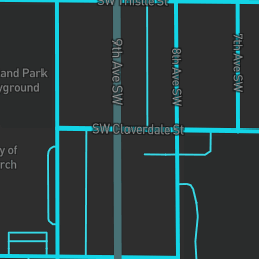 SW Thistle St
9th Ave SW
8th Ave SW
7th Ave SW
and Park
yground
SW Cloverdale St
y of
rch